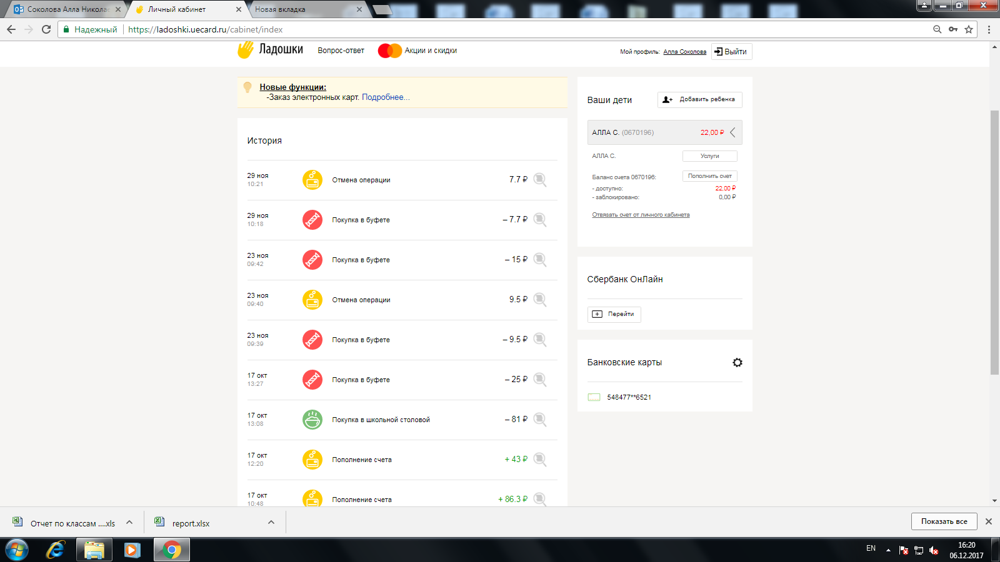 Соколова Алла Николае
Личный кабинет
Новая вкладка
Надежный
https://ladoshki.uecard.ru/cabinet/index
Ладошки
Вопрос-ответ
Акции и скидки
Мой профиль: Алла Соколова
Выйти
Новые функции:
-Заказ электронных карт. Подробнее...
История
29 ноя
10:21
Отмена операции
7.7 ₽
29 ноя
10:18
Покупка в буфете
– 7.7 ₽
23 ноя
09:42
Покупка в буфете
– 15 ₽
23 ноя
09:40
Отмена операции
9.5 ₽
23 ноя
09:39
Покупка в буфете
– 9.5 ₽
17 окт
13:27
Покупка в буфете
– 25 ₽
17 окт
13:08
Покупка в школьной столовой
– 81 ₽
17 окт
12:20
Пополнение счета
+ 43 ₽
17 окт
10:48
Пополнение счета
+ 86.3 ₽
Ваши дети
Добавить ребенка
АЛЛА С. (0670196)
22,00 ₽
АЛЛА С.
Услуги
Баланс счета 0670196:
Пополнить счет
- доступно:
22,00 ₽
- заблокировано:
0,00 ₽
Отвязать счет от личного кабинета
Сбербанк ОнЛайн
Перейти
Банковские карты
548477**6521
Отчет по классам ....xls
report.xlsx
Показать все
EN
16:20
06.12.2017